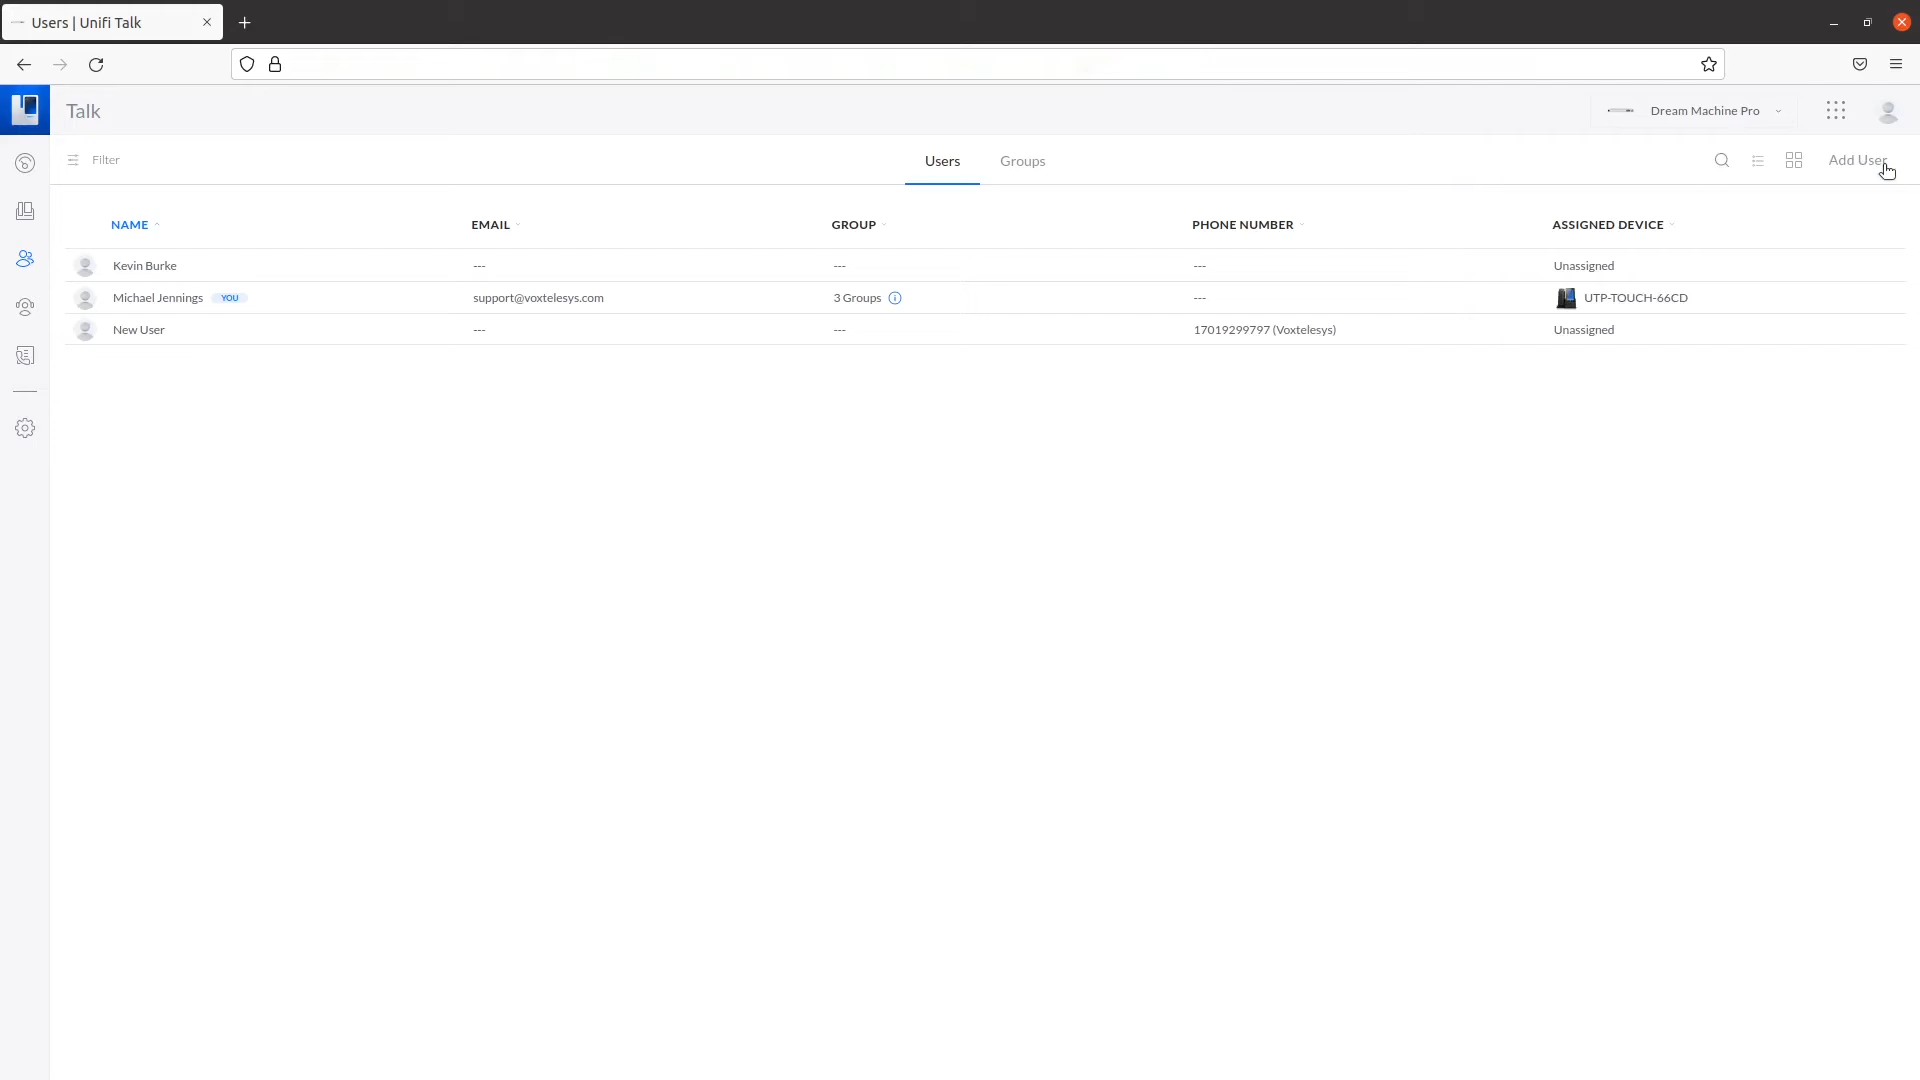 Users | Unifi Talk
Talk
Dream Machine Pro
Filter
Users
Groups
Add User
NAME
EMAIL
GROUP
PHONE NUMBER
ASSIGNED DEVICE
Kevin Burke --- --- --- Unassigned
Michael Jennings YOU support@voxtelesys.com 3 Groups --- UTP-TOUCH-66CD
New User --- --- 17019299797 (Voxtelesys) Unassigned